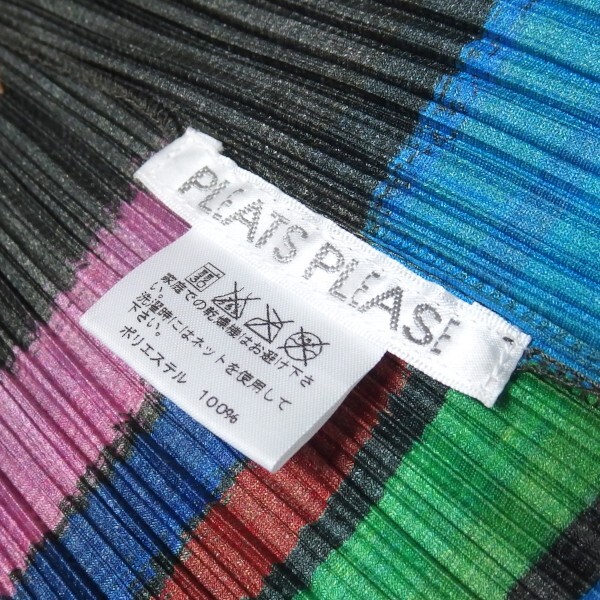 PLEATS PLEASE
家庭での乾燥機はお避け下さ
い。
洗濯時にはネットを使用して
下さい。
ポリエステル 100%